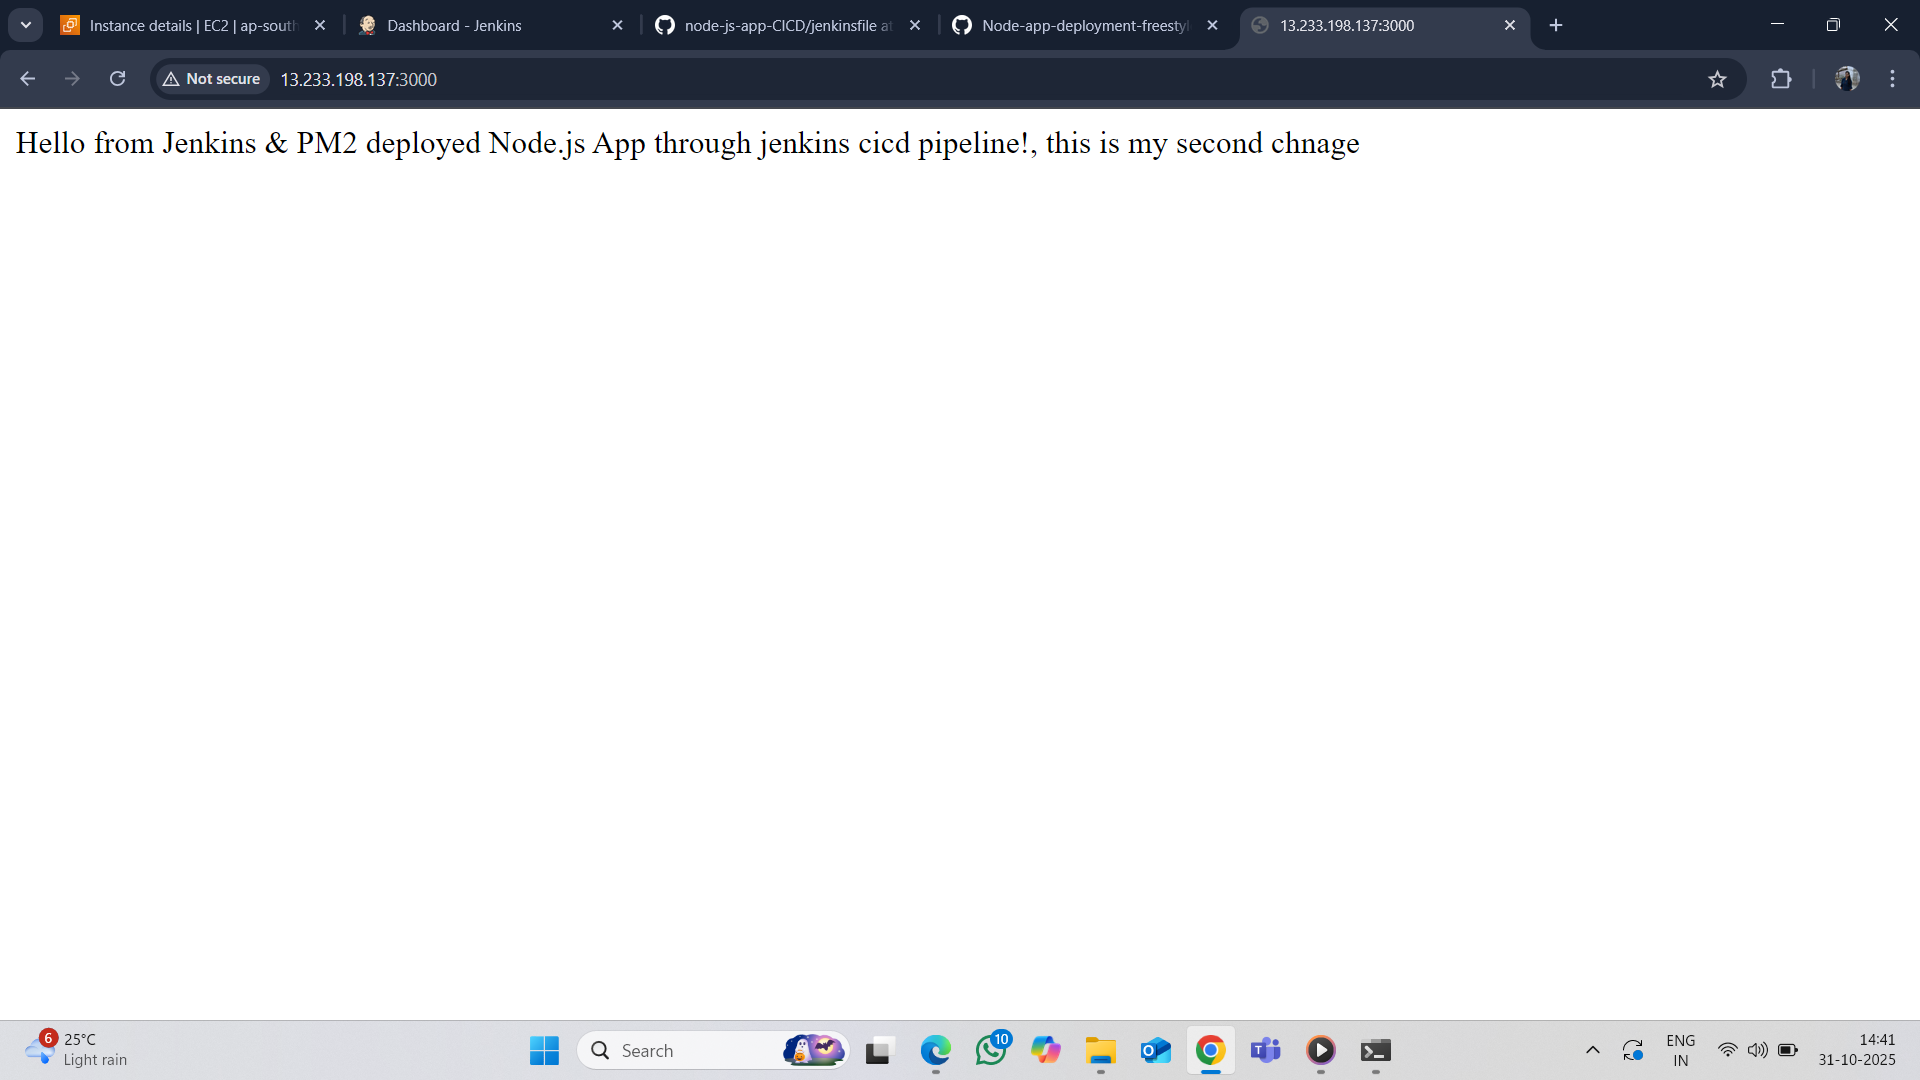 Instance details | EC2 | ap-south
Dashboard - Jenkins
node-js-app-CICD/jenkinsfile at
Node-app-deployment-freestyl
13.233.198.137:3000
Not secure
13.233.198.137:3000
Hello from Jenkins & PM2 deployed Node.js App through jenkins cicd pipeline!, this is my second chnage
6
25°C
Light rain
Search
10
ENG
IN
14:41
31-10-2025